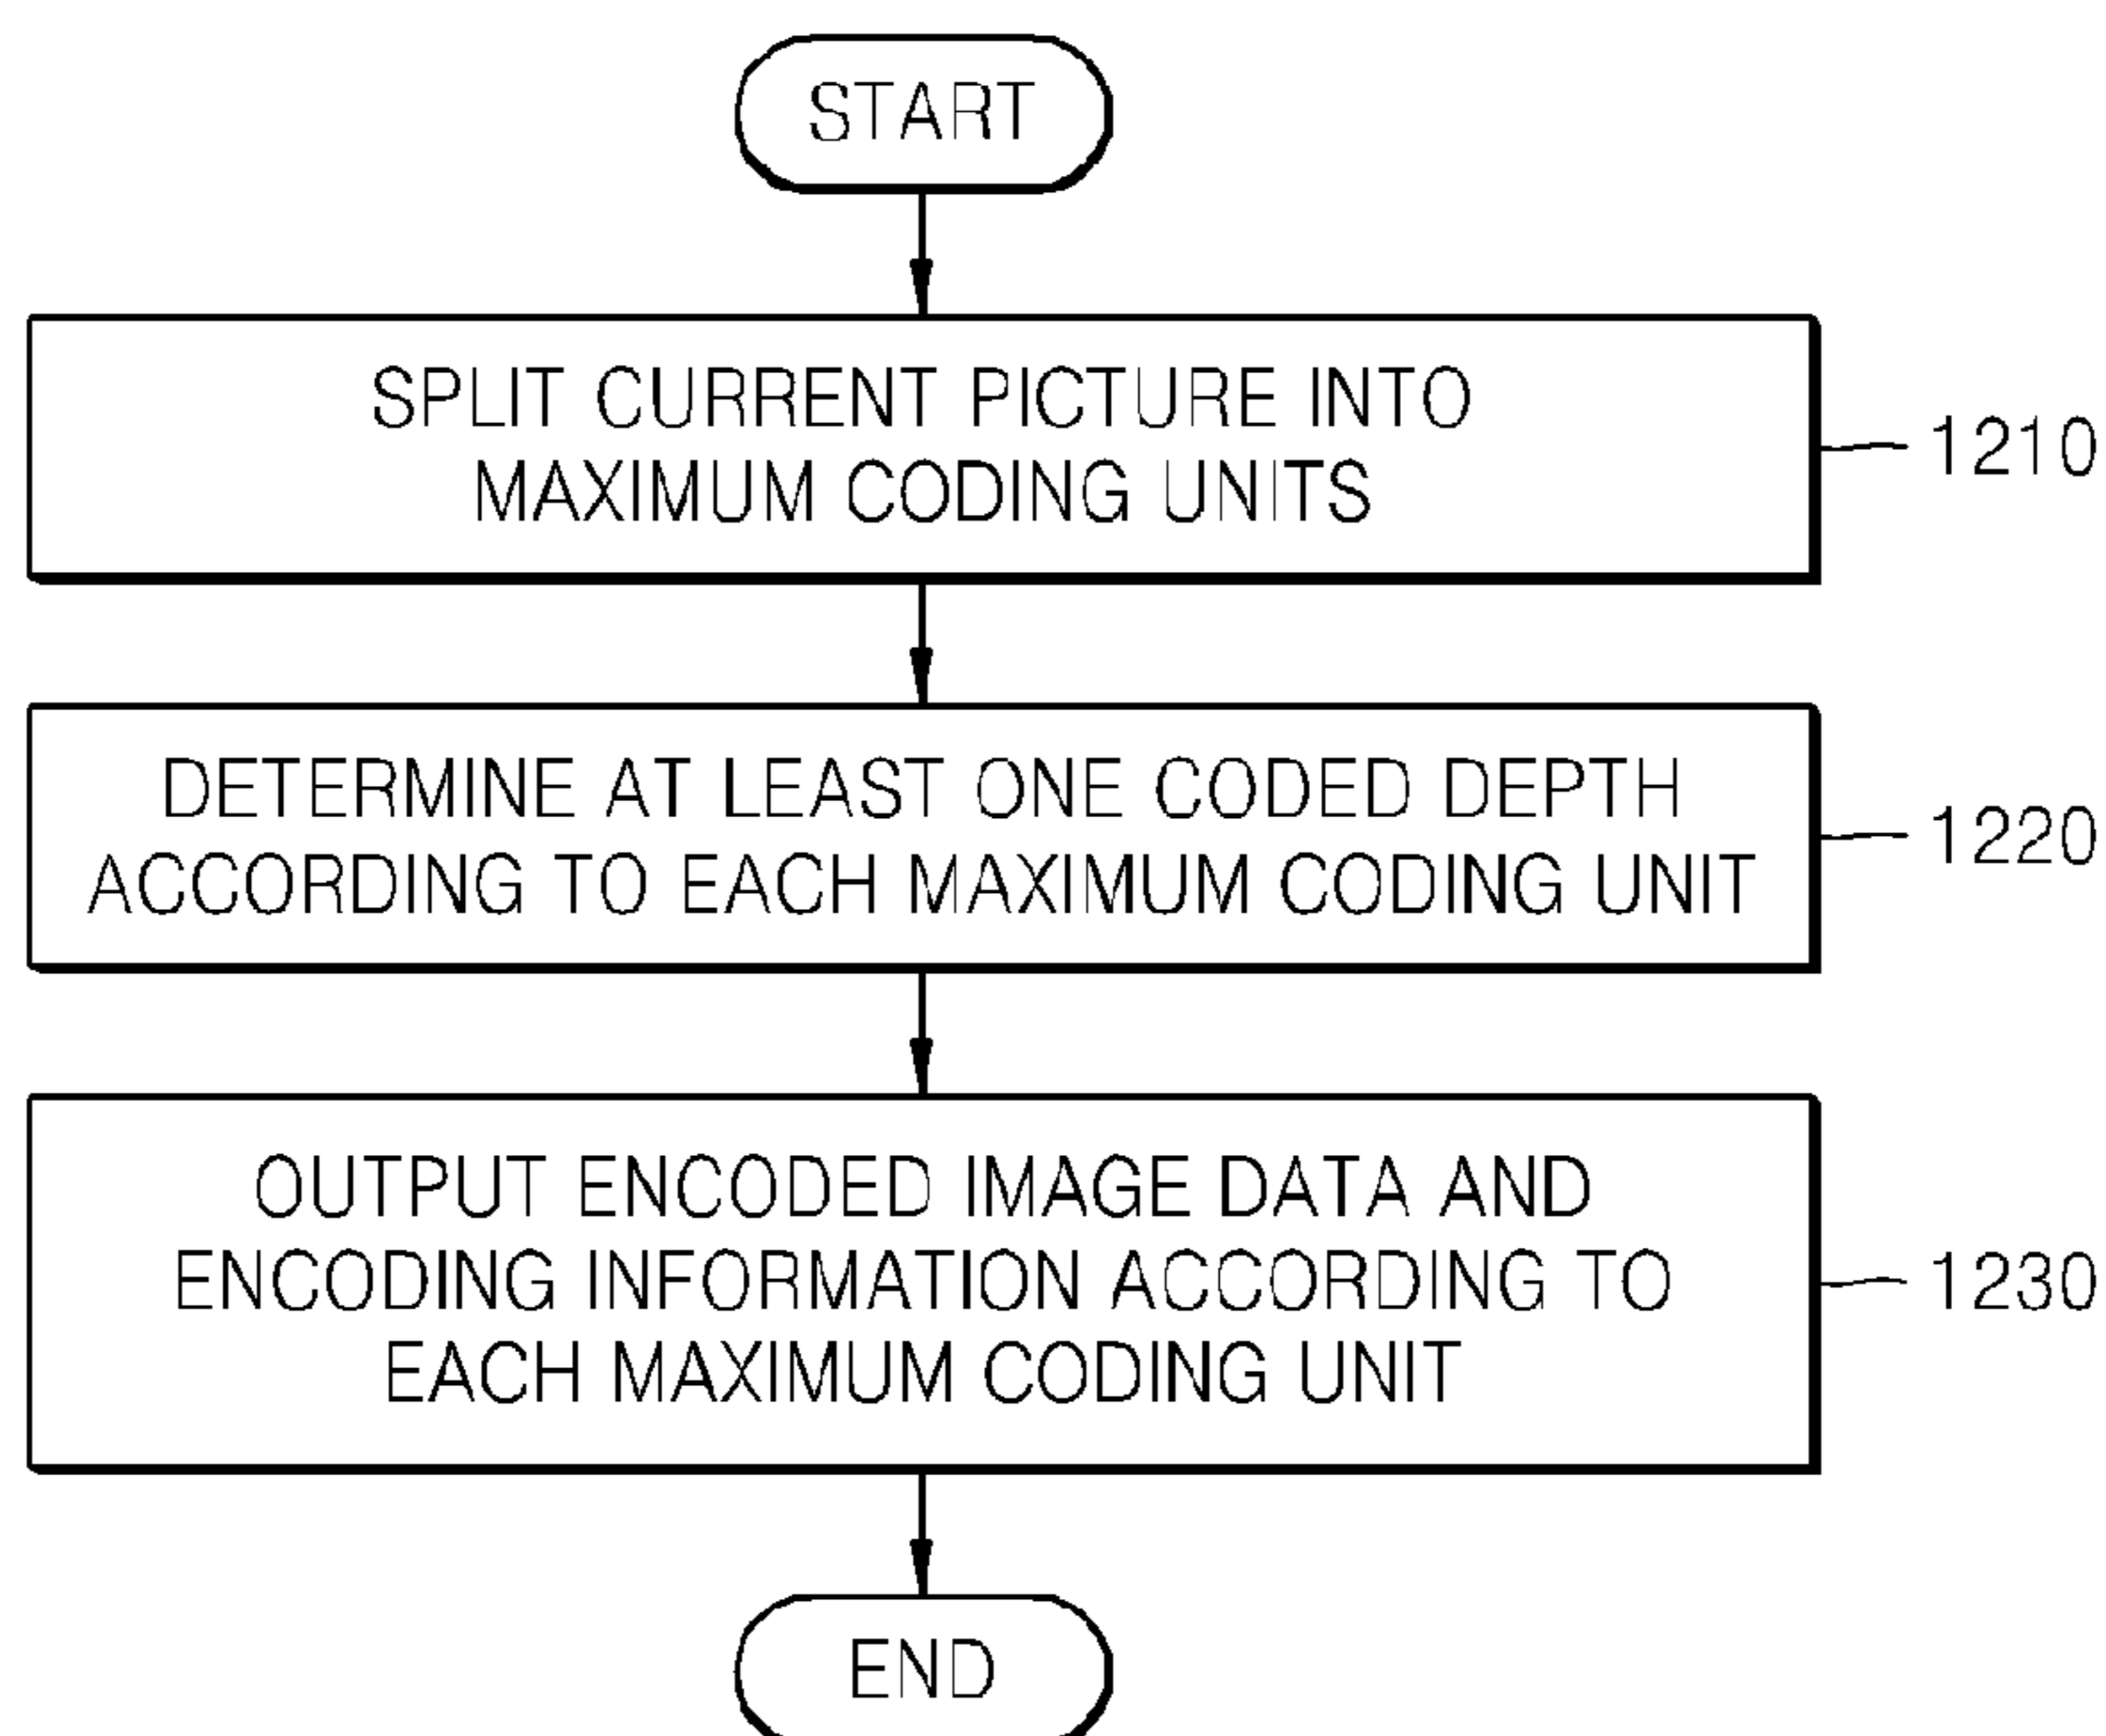 START
SPLIT CURRENT PICTURE INTO
MAXIMUM CODING UNITS
1210
DETERMINE AT LEAST ONE CODED DEPTH
ACCORDING TO EACH MAXIMUM CODING UNIT
1220
OUTPUT ENCODED IMAGE DATA AND
ENCODING INFORMATION ACCORDING TO
EACH MAXIMUM CODING UNIT
1230
END